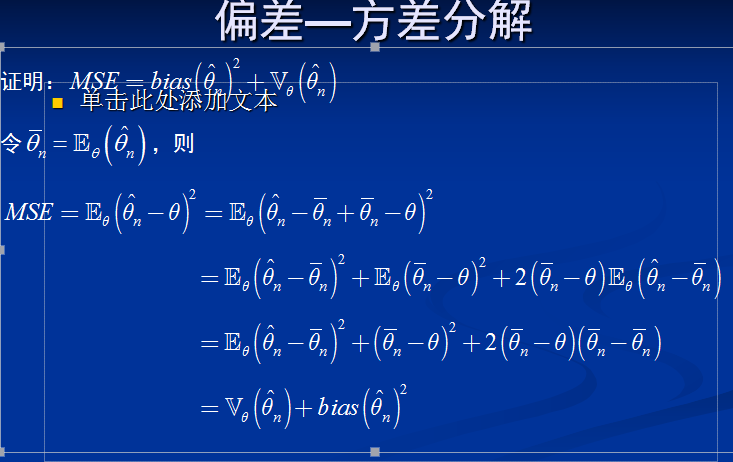 偏差—方差分解
证明：MSE = bias(θ̂ₙ)² + 𝕍_θ(θ̂ₙ)
单击此处添加文本
令 θ̄ₙ = 𝔼_θ(θ̂ₙ)，则
MSE = 𝔼_θ(θ̂ₙ − θ)² = 𝔼_θ(θ̂ₙ − θ̄ₙ + θ̄ₙ − θ)²
= 𝔼_θ(θ̂ₙ − θ̄ₙ)² + 𝔼_θ(θ̄ₙ − θ)² + 2(θ̄ₙ − θ)𝔼_θ(θ̂ₙ − θ̄ₙ)
= 𝔼_θ(θ̂ₙ − θ̄ₙ)² + (θ̄ₙ − θ)² + 2(θ̄ₙ − θ)(θ̄ₙ − θ̄ₙ)
= 𝕍_θ(θ̂ₙ) + bias(θ̂ₙ)²